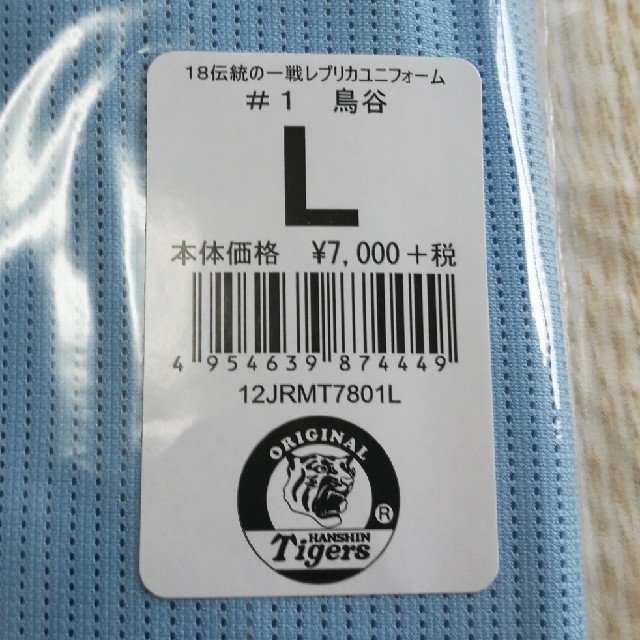 18伝統の一戦レプリカユニフォーム
#1 鳥谷
L
本体価格 ¥7,000+税
4 954639 874449
12JRMT7801L
ORIGINAL
®
HANSHIN
Tigers